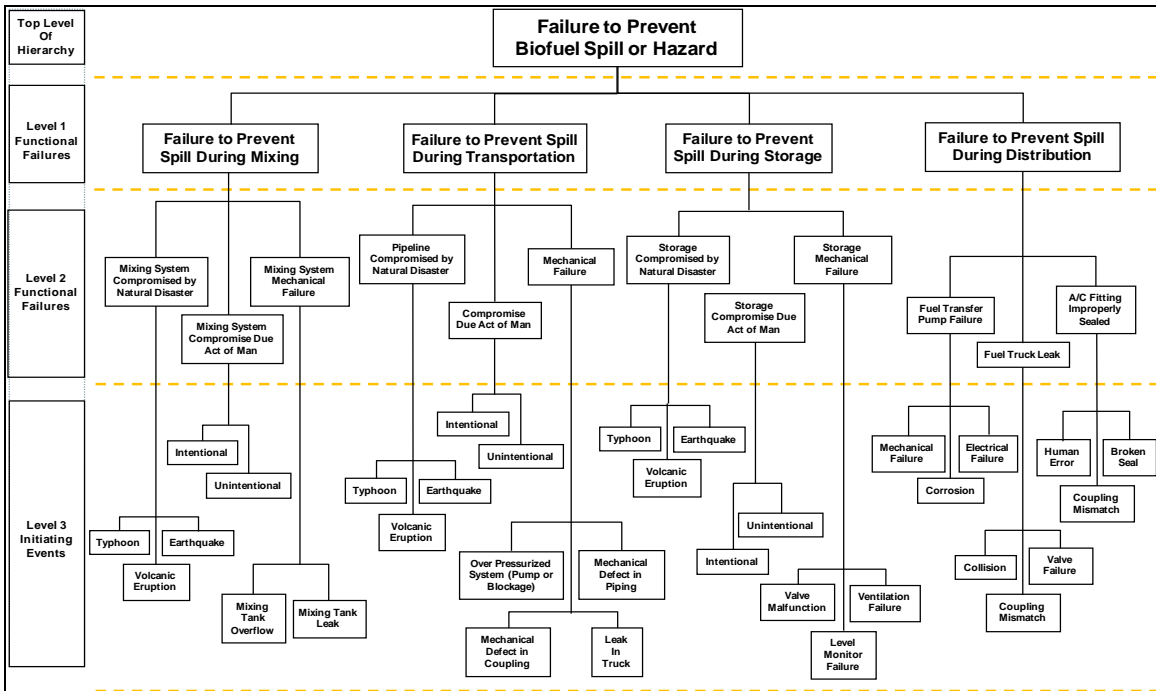 Top Level
Of
Hierarchy
Failure to Prevent
Biofuel Spill or Hazard
Level 1
Functional
Failures
Failure to Prevent
Spill During Mixing
Failure to Prevent Spill
During Transportation
Failure to Prevent
Spill During Storage
Failure to Prevent Spill
During Distribution
Level 2
Functional
Failures
Mixing System
Compromised by
Natural Disaster
Mixing System
Compromise Due
Act of Man
Mixing System
Mechanical
Failure
Pipeline
Compromised by
Natural Disaster
Compromise
Due Act of Man
Mechanical
Failure
Storage
Compromised by
Natural Disaster
Storage
Compromise Due
Act of Man
Storage
Mechanical
Failure
Fuel Transfer
Pump Failure
Fuel Truck Leak
A/C Fitting
Improperly
Sealed
Level 3
Initiating
Events
Typhoon
Earthquake
Volcanic
Eruption
Intentional
Unintentional
Mixing
Tank
Overflow
Mixing Tank
Leak
Typhoon
Earthquake
Volcanic
Eruption
Intentional
Unintentional
Over Pressurized
System (Pump or
Blockage)
Mechanical
Defect in
Piping
Mechanical
Defect in
Coupling
Leak
In
Truck
Typhoon
Earthquake
Volcanic
Eruption
Unintentional
Intentional
Valve
Malfunction
Ventilation
Failure
Level
Monitor
Failure
Mechanical
Failure
Electrical
Failure
Corrosion
Collision
Valve
Failure
Coupling
Mismatch
Human
Error
Broken
Seal
Coupling
Mismatch